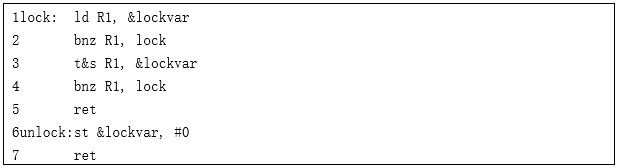 1lock:  ld R1, &lockvar
2       bnz R1, lock
3       t&s R1, &lockvar
4       bnz R1, lock
5       ret
6unlock:st &lockvar, #0
7       ret